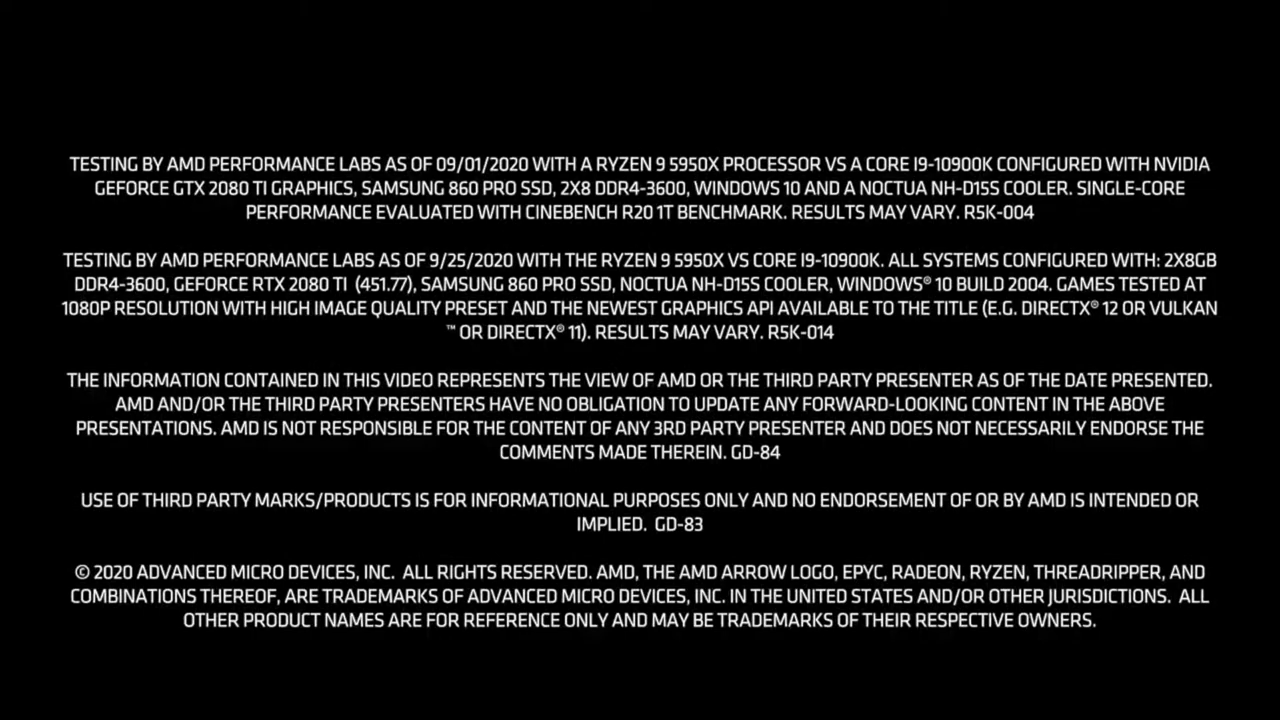 TESTING BY AMD PERFORMANCE LABS AS OF 09/01/2020 WITH A RYZEN 9 5950X PROCESSOR VS A CORE I9-10900K CONFIGURED WITH NVIDIA
GEFORCE GTX 2080 TI GRAPHICS, SAMSUNG 860 PRO SSD, 2X8 DDR4-3600, WINDOWS 10 AND A NOCTUA NH-D15S COOLER. SINGLE-CORE
PERFORMANCE EVALUATED WITH CINEBENCH R20 1T BENCHMARK. RESULTS MAY VARY. R5K-004
TESTING BY AMD PERFORMANCE LABS AS OF 9/25/2020 WITH THE RYZEN 9 5950X VS CORE I9-10900K. ALL SYSTEMS CONFIGURED WITH: 2X8GB
DDR4-3600, GEFORCE RTX 2080 TI (451.77), SAMSUNG 860 PRO SSD, NOCTUA NH-D15S COOLER, WINDOWS® 10 BUILD 2004. GAMES TESTED AT
1080P RESOLUTION WITH HIGH IMAGE QUALITY PRESET AND THE NEWEST GRAPHICS API AVAILABLE TO THE TITLE (E.G. DIRECTX® 12 OR VULKAN
™ OR DIRECTX® 11). RESULTS MAY VARY. R5K-014
THE INFORMATION CONTAINED IN THIS VIDEO REPRESENTS THE VIEW OF AMD OR THE THIRD PARTY PRESENTER AS OF THE DATE PRESENTED.
AMD AND/OR THE THIRD PARTY PRESENTERS HAVE NO OBLIGATION TO UPDATE ANY FORWARD-LOOKING CONTENT IN THE ABOVE
PRESENTATIONS. AMD IS NOT RESPONSIBLE FOR THE CONTENT OF ANY 3RD PARTY PRESENTER AND DOES NOT NECESSARILY ENDORSE THE
COMMENTS MADE THEREIN. GD-84
USE OF THIRD PARTY MARKS/PRODUCTS IS FOR INFORMATIONAL PURPOSES ONLY AND NO ENDORSEMENT OF OR BY AMD IS INTENDED OR
IMPLIED. GD-83
© 2020 ADVANCED MICRO DEVICES, INC. ALL RIGHTS RESERVED. AMD, THE AMD ARROW LOGO, EPYC, RADEON, RYZEN, THREADRIPPER, AND
COMBINATIONS THEREOF, ARE TRADEMARKS OF ADVANCED MICRO DEVICES, INC. IN THE UNITED STATES AND/OR OTHER JURISDICTIONS. ALL
OTHER PRODUCT NAMES ARE FOR REFERENCE ONLY AND MAY BE TRADEMARKS OF THEIR RESPECTIVE OWNERS.